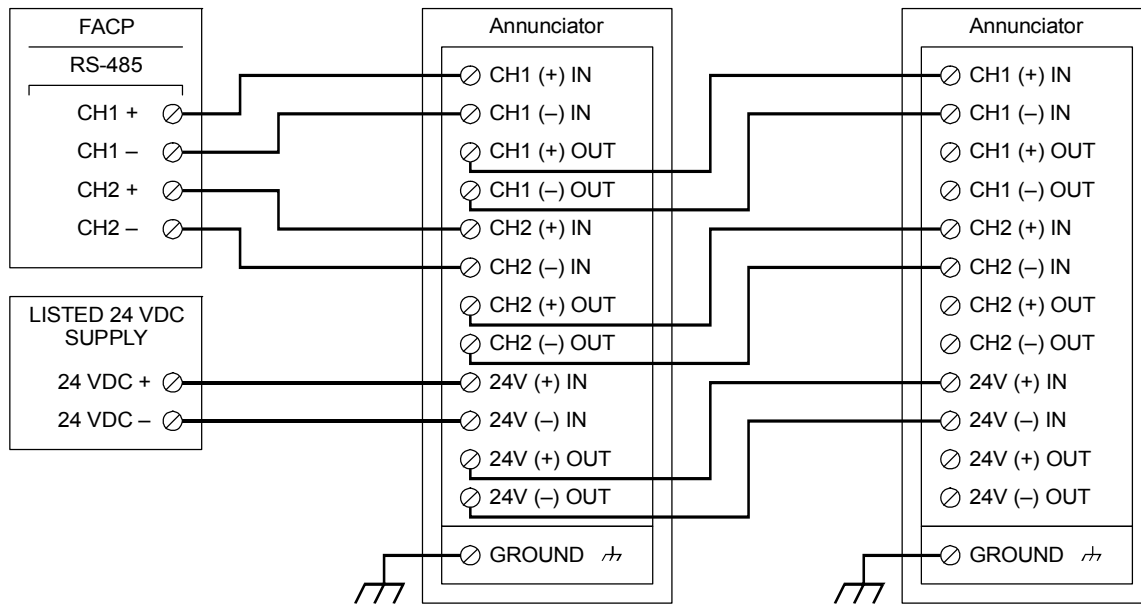 FACP
RS-485
CH1 +
CH1 –
CH2 +
CH2 –
LISTED 24 VDC
SUPPLY
24 VDC +
24 VDC –
Annunciator
CH1 (+) IN
CH1 (–) IN
CH1 (+) OUT
CH1 (–) OUT
CH2 (+) IN
CH2 (–) IN
CH2 (+) OUT
CH2 (–) OUT
24V (+) IN
24V (–) IN
24V (+) OUT
24V (–) OUT
GROUND
Annunciator
CH1 (+) IN
CH1 (–) IN
CH1 (+) OUT
CH1 (–) OUT
CH2 (+) IN
CH2 (–) IN
CH2 (+) OUT
CH2 (–) OUT
24V (+) IN
24V (–) IN
24V (+) OUT
24V (–) OUT
GROUND